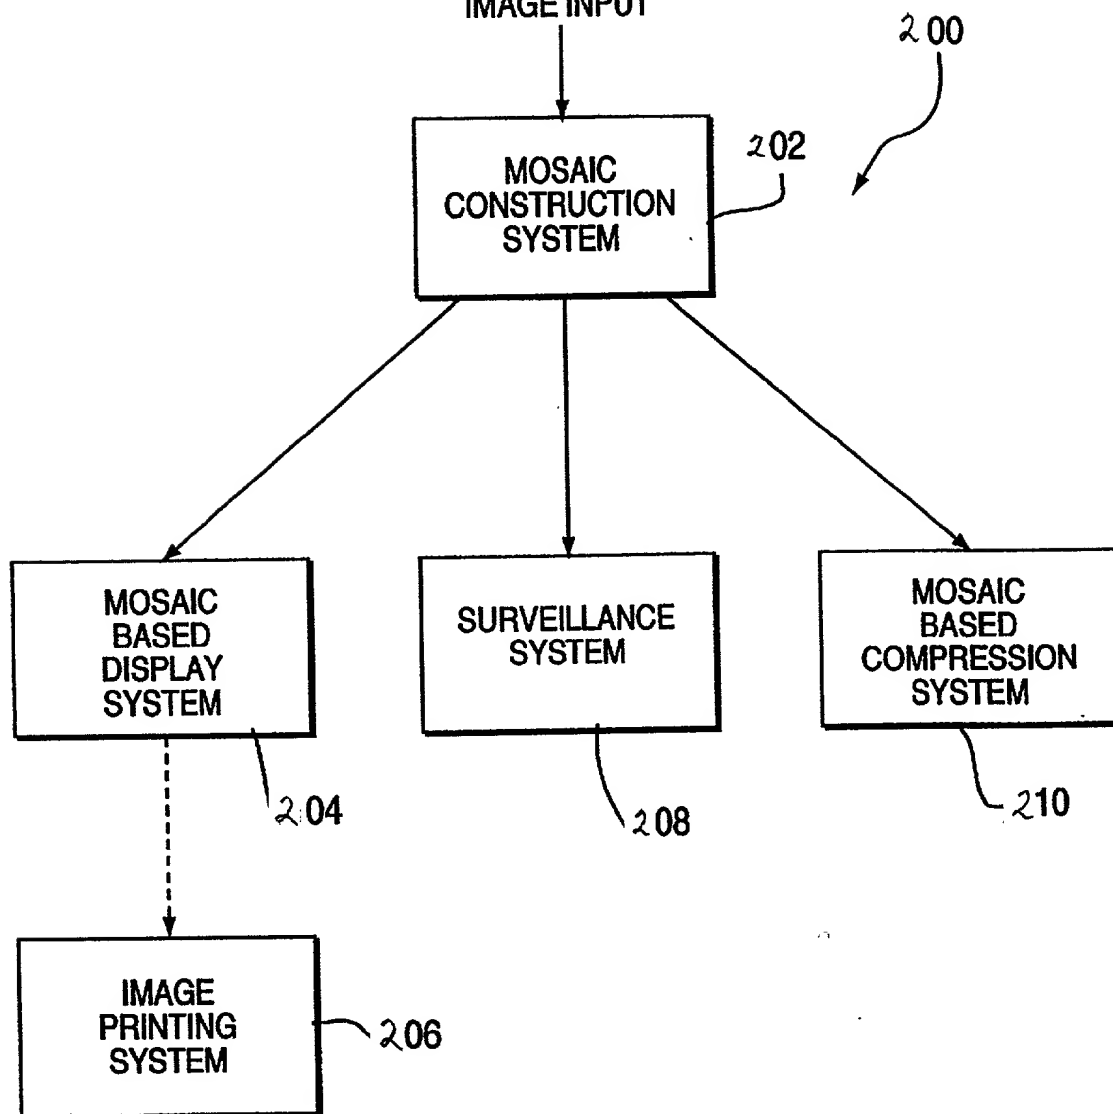 IMAGE INPUT
200
202
MOSAIC
CONSTRUCTION
SYSTEM
MOSAIC
BASED
DISPLAY
SYSTEM
SURVEILLANCE
SYSTEM
MOSAIC
BASED
COMPRESSION
SYSTEM
204
208
210
IMAGE
PRINTING
SYSTEM
206